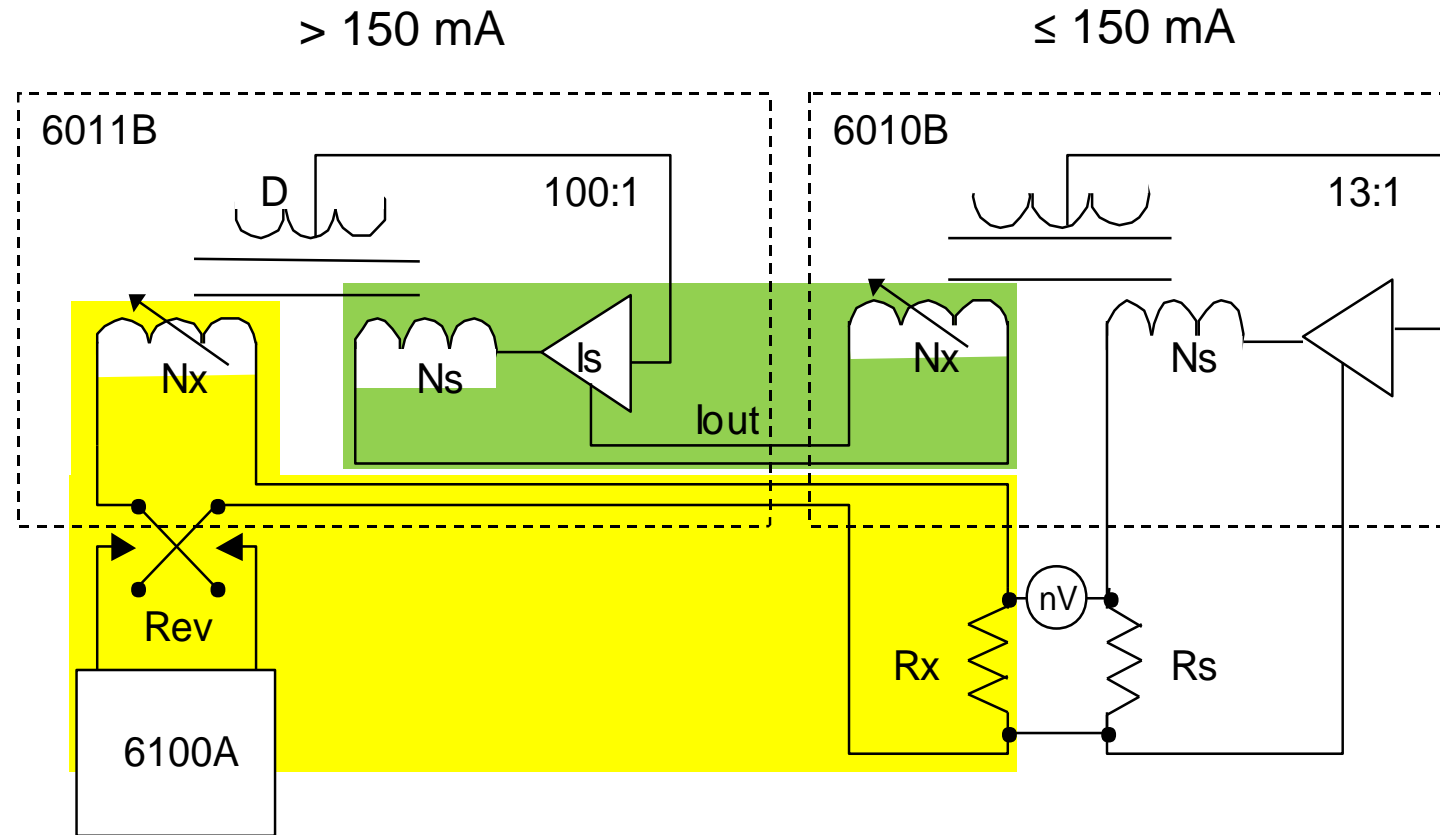 > 150 mA
≤ 150 mA
6011B
6010B
D
100:1
13:1
Nx
Ns
Is
Nx
Ns
Iout
Rev
nV
Rx
Rs
6100A